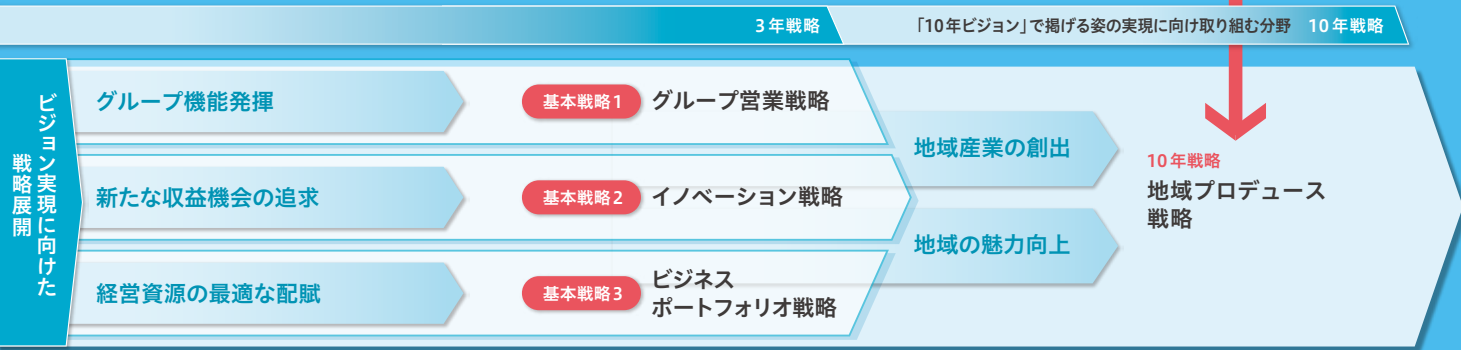 3年戦略
「10年ビジョン」で掲げる姿の実現に向け取り組む分野 10年戦略
ビジョン実現に向けた
戦略展開
グループ機能発揮
基本戦略1 グループ営業戦略
新たな収益機会の追求
基本戦略2 イノベーション戦略
経営資源の最適な配賦
基本戦略3 ビジネス
ポートフォリオ戦略
地域産業の創出
地域の魅力向上
10年戦略
地域プロデュース
戦略